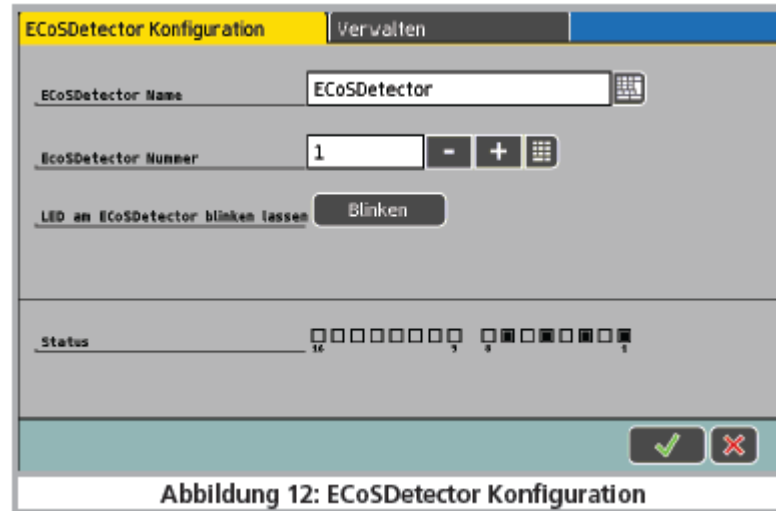 ECoSDetector Konfiguration Verwalten
ECoSDetector Name ECoSDetector
EcoSDetector Nummer 1 - +
LED am ECoSDetector blinken lassen Blinken
Status
16 9 8 1
Abbildung 12: ECoSDetector Konfiguration